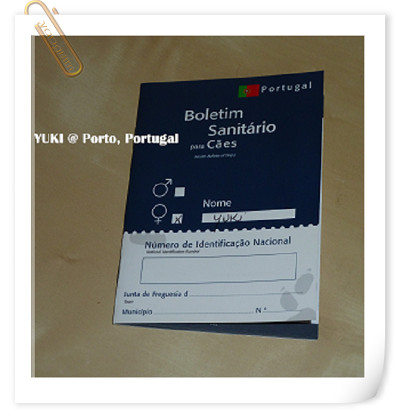 Portugal
Boletim
Sanitário
para Cães
YUKI @ Porto, Portugal
Nome
X YUKI
Número de Identificação Nacional
National Identification Number
Junta de Freguesia d
Município
Nº